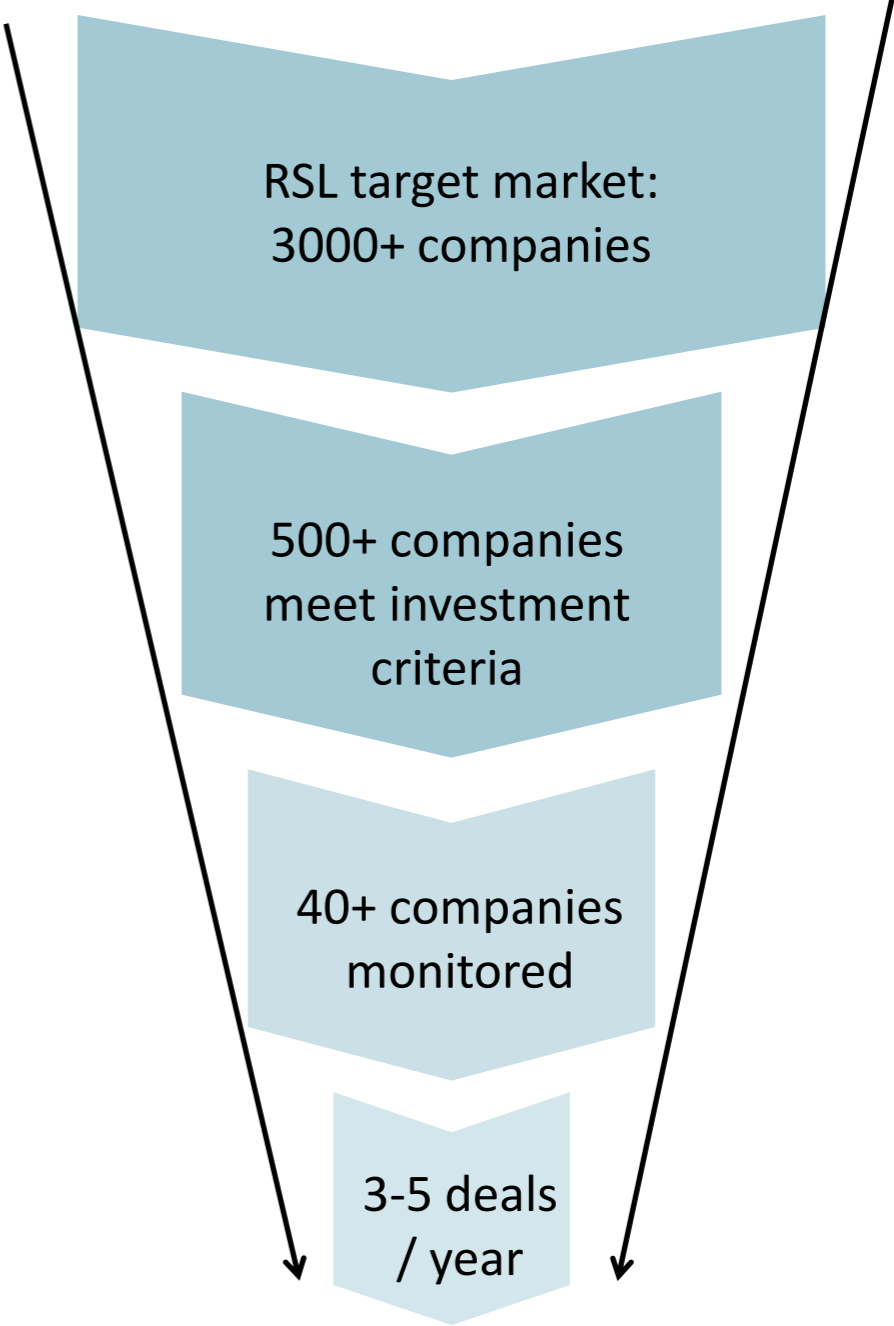 RSL target market:
3000+ companies
500+ companies
meet investment
criteria
40+ companies
monitored
3-5 deals
/ year